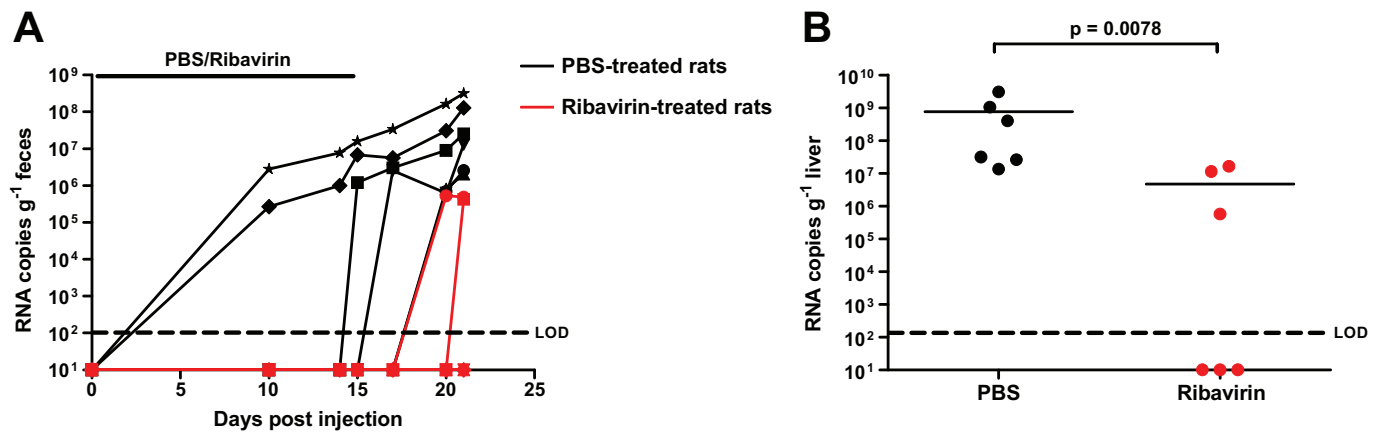 A
PBS/Ribavirin
PBS-treated rats
Ribavirin-treated rats
RNA copies g⁻¹ feces
10⁹
10⁸
10⁷
10⁶
10⁵
10⁴
10³
10²
10¹
LOD
0 5 10 15 20 25
Days post injection
B
p = 0.0078
RNA copies g⁻¹ liver
10¹⁰
10⁹
10⁸
10⁷
10⁶
10⁵
10⁴
10³
10²
10¹
LOD
PBS Ribavirin